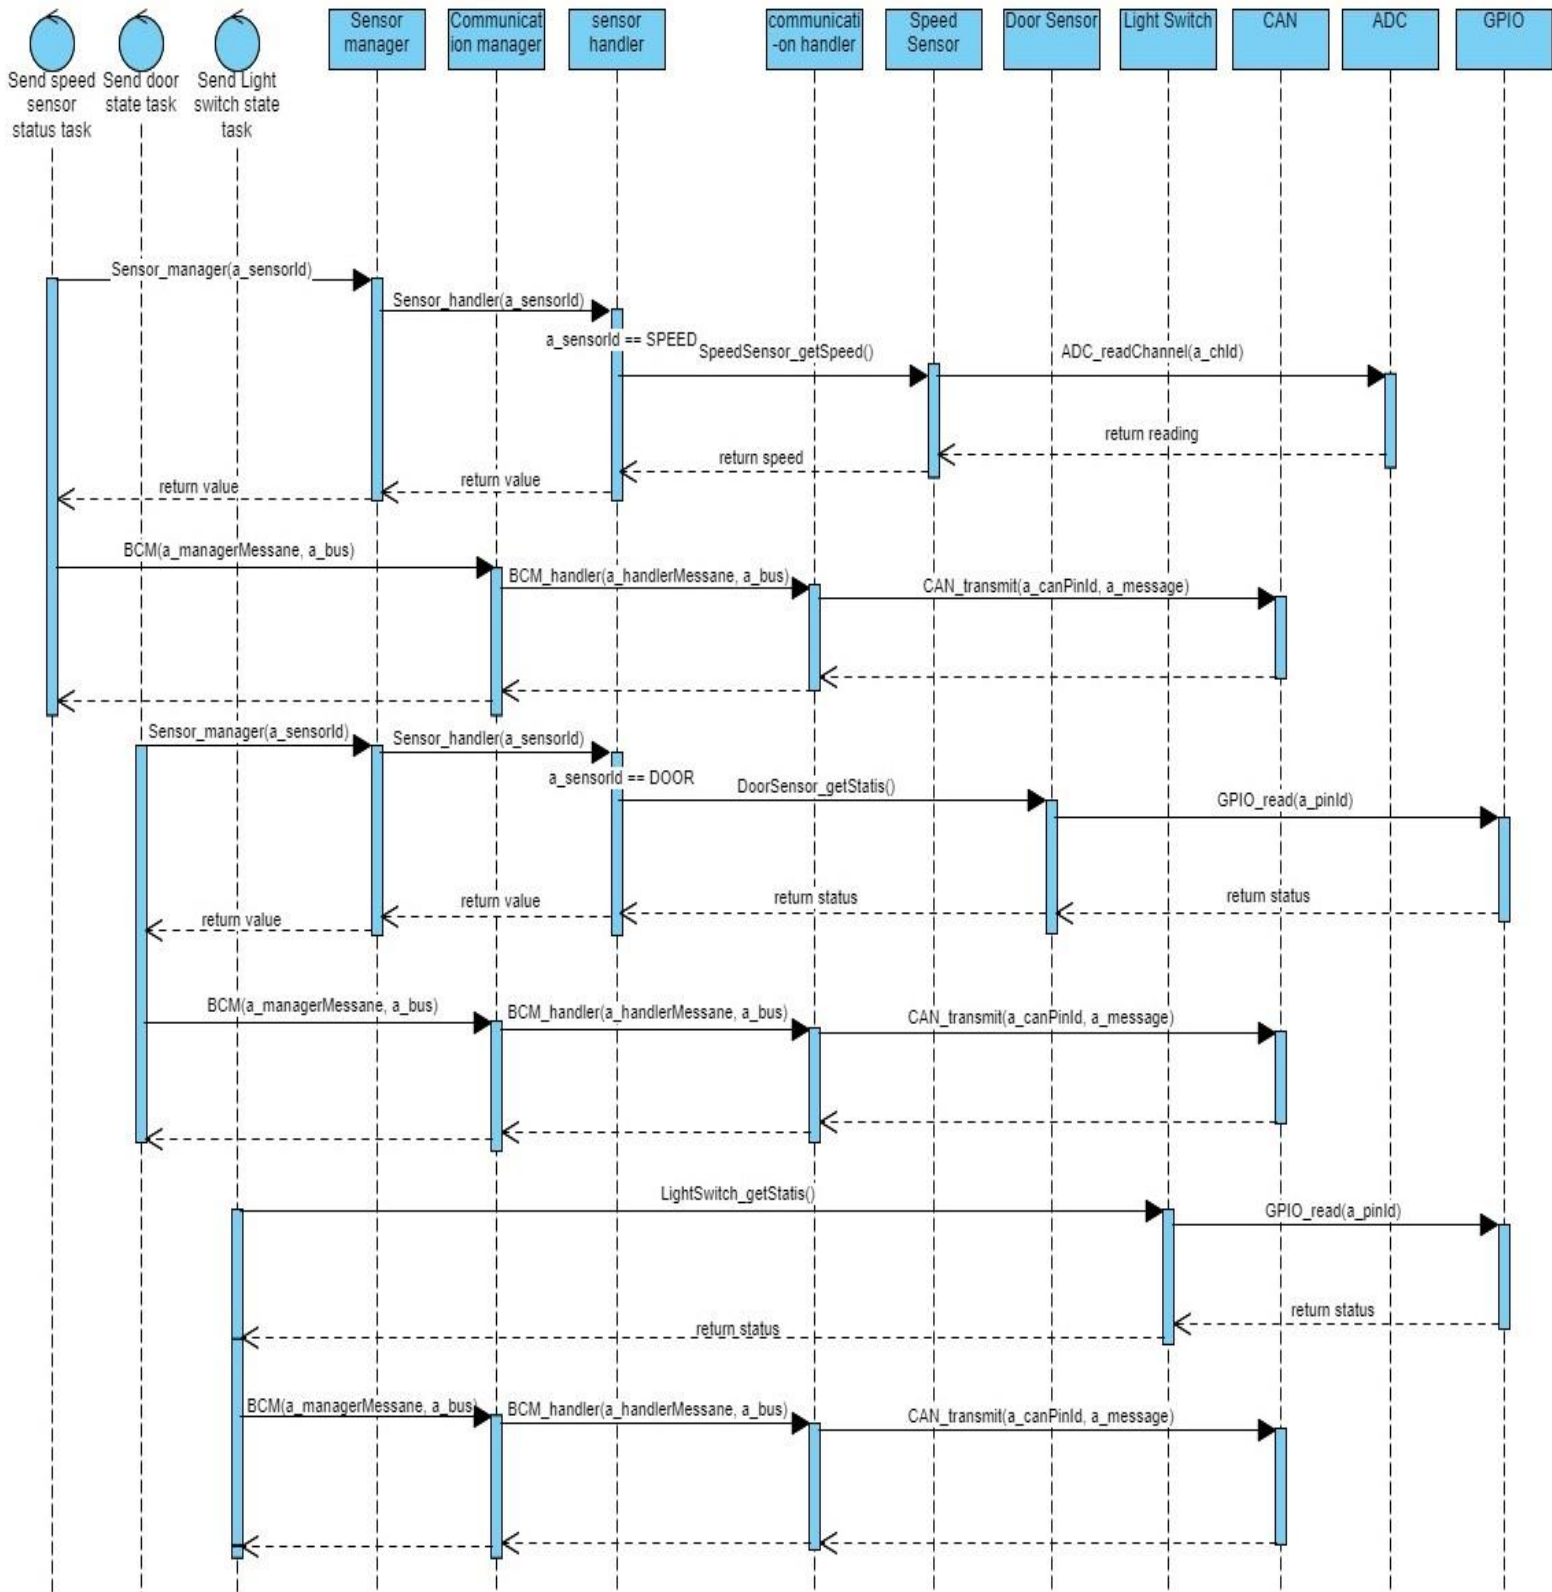 Send speed
sensor
status task
Send door
state task
Send Light
switch state
task
Sensor
manager
Communicat
ion manager
sensor
handler
communicati
-on handler
Speed
Sensor
Door Sensor
Light Switch
CAN
ADC
GPIO
Sensor_manager(a_sensorId)
Sensor_handler(a_sensorId)
a_sensorId == SPEED
SpeedSensor_getSpeed()
ADC_readChannel(a_chId)
return reading
return speed
return value
return value
BCM(a_managerMessane, a_bus)
BCM_handler(a_handlerMessane, a_bus)
CAN_transmit(a_canPinId, a_message)
Sensor_manager(a_sensorId)
Sensor_handler(a_sensorId)
a_sensorId == DOOR
DoorSensor_getStatis()
GPIO_read(a_pinId)
return status
return status
return value
return value
BCM(a_managerMessane, a_bus)
BCM_handler(a_handlerMessane, a_bus)
CAN_transmit(a_canPinId, a_message)
LightSwitch_getStatis()
GPIO_read(a_pinId)
return status
return status
BCM(a_managerMessane, a_bus)
BCM_handler(a_handlerMessane, a_bus)
CAN_transmit(a_canPinId, a_message)